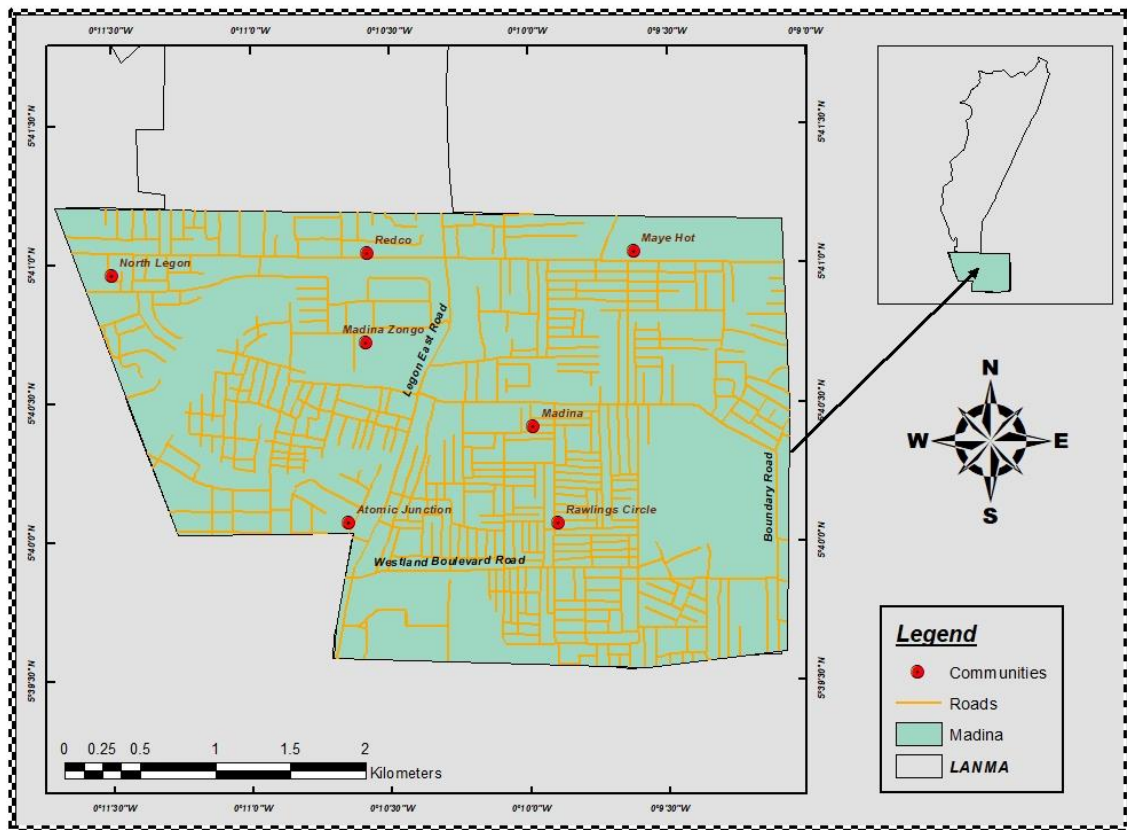 0°11'30"W 0°11'0"W 0°10'30"W 0°10'0"W 0°9'30"W 0°9'0"W
5°41'30"N 5°41'30"N
Redco Maye Hot
North Legon
5°41'0"N 5°41'0"N
Madina Zongo
Legon East Road
5°40'30"N 5°40'30"N
Madina
Boundary Road
Atomic Junction Rawlings Circle
5°40'0"N 5°40'0"N
Westland Boulevard Road
5°39'30"N 5°39'30"N
0 0.25 0.5 1 1.5 2
Kilometers
0°11'30"W 0°11'0"W 0°10'30"W 0°10'0"W 0°9'30"W
N
W E
S
Legend
Communities
Roads
Madina
LANMA